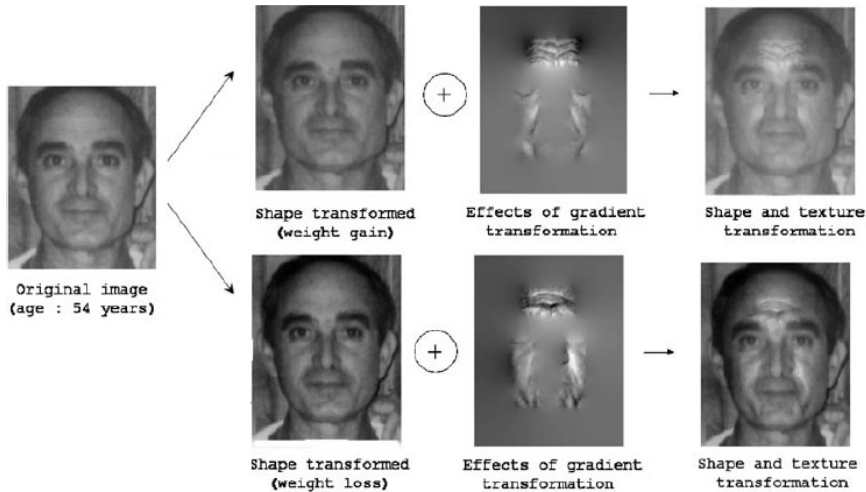 Shape transformed
(weight gain)
Effects of gradient
transformation
Shape and texture
transformation
Original image
(age : 54 years)
Shape transformed
(weight loss)
Effects of gradient
transformation
Shape and texture
transformation